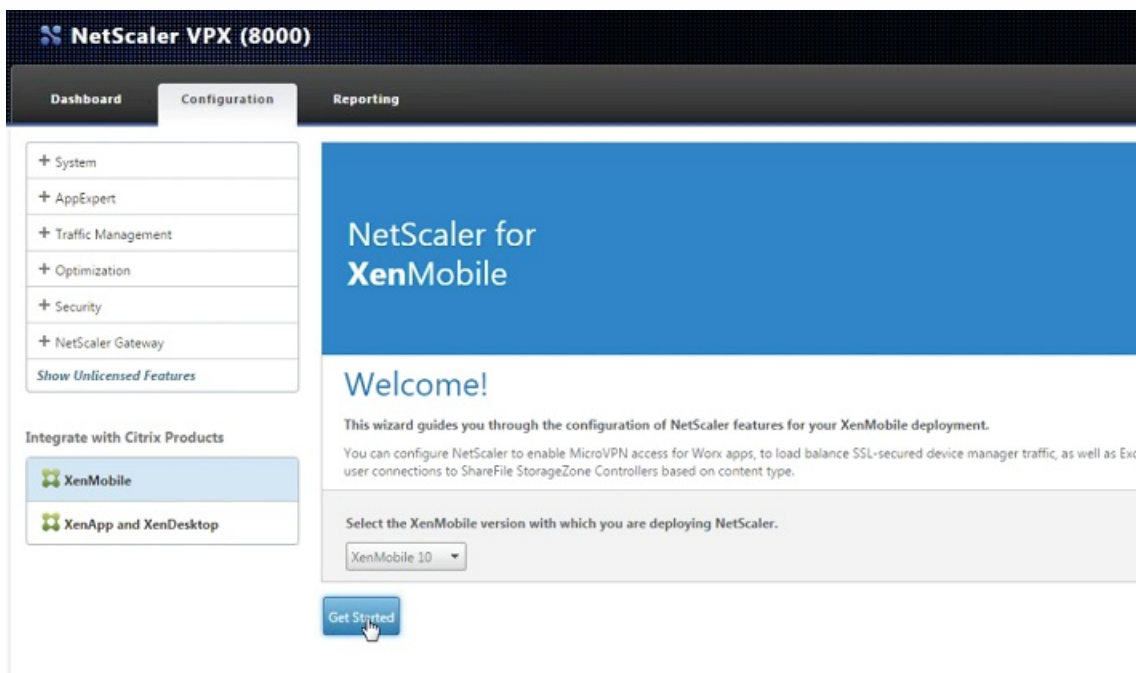 NetScaler VPX (8000)
Dashboard
Configuration
Reporting
+ System
+ AppExpert
+ Traffic Management
+ Optimization
+ Security
+ NetScaler Gateway
Show Unlicensed Features
Integrate with Citrix Products
XenMobile
XenApp and XenDesktop
NetScaler for
XenMobile
Welcome!
This wizard guides you through the configuration of NetScaler features for your XenMobile deployment.
You can configure NetScaler to enable MicroVPN access for Worx apps, to load balance SSL-secured device manager traffic, as well as Exc
user connections to ShareFile StorageZone Controllers based on content type.
Select the XenMobile version with which you are deploying NetScaler.
XenMobile 10
Get Started